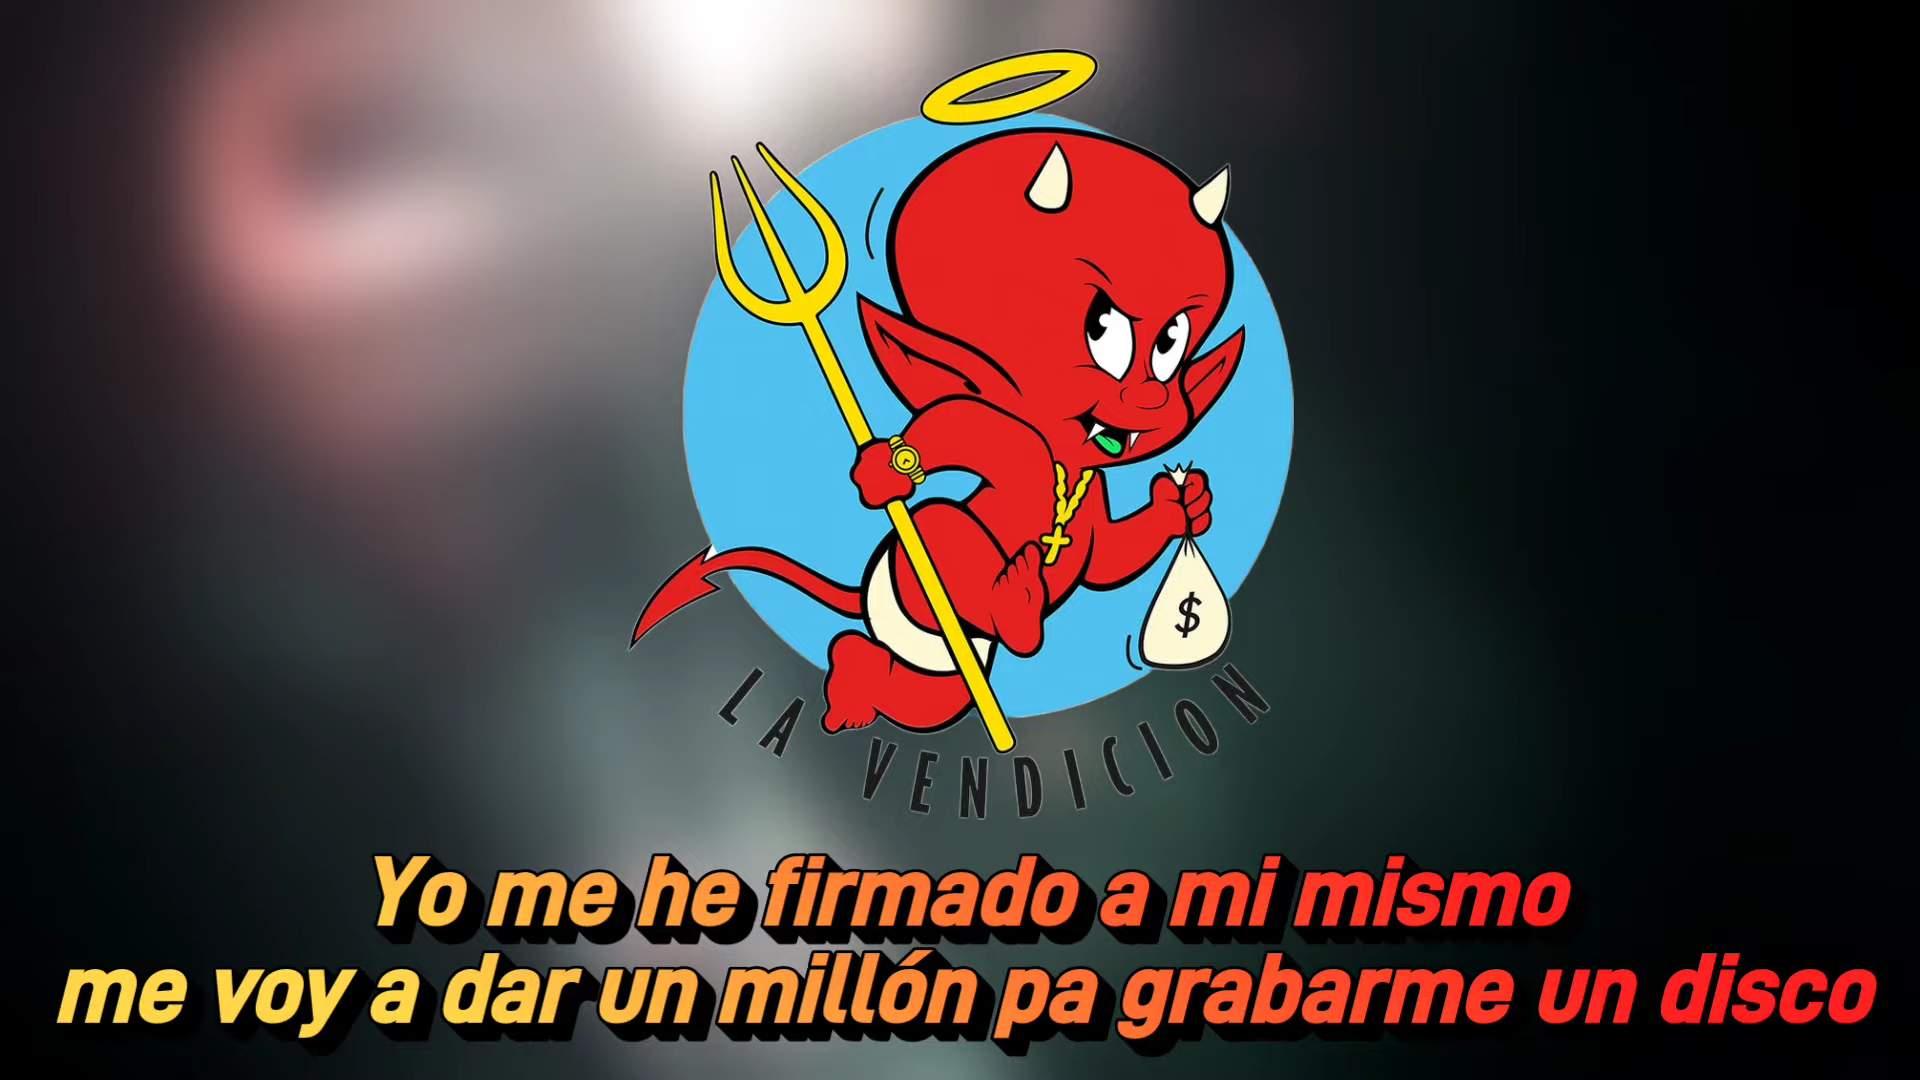 $
LA VENDICION
Yo me he firmado a mi mismo
me voy a dar un millón pa grabarme un disco